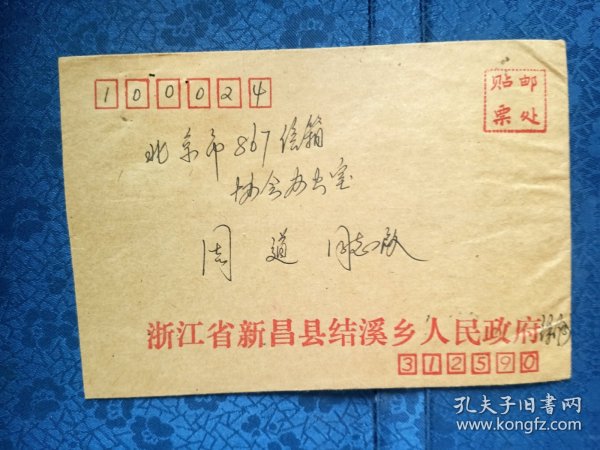 100024
贴邮
票处
北京市867信箱
协会办公室
周道 同志收
浙江省新昌县结溪乡人民政府
312590
孔夫子旧书网
www.kongfz.com